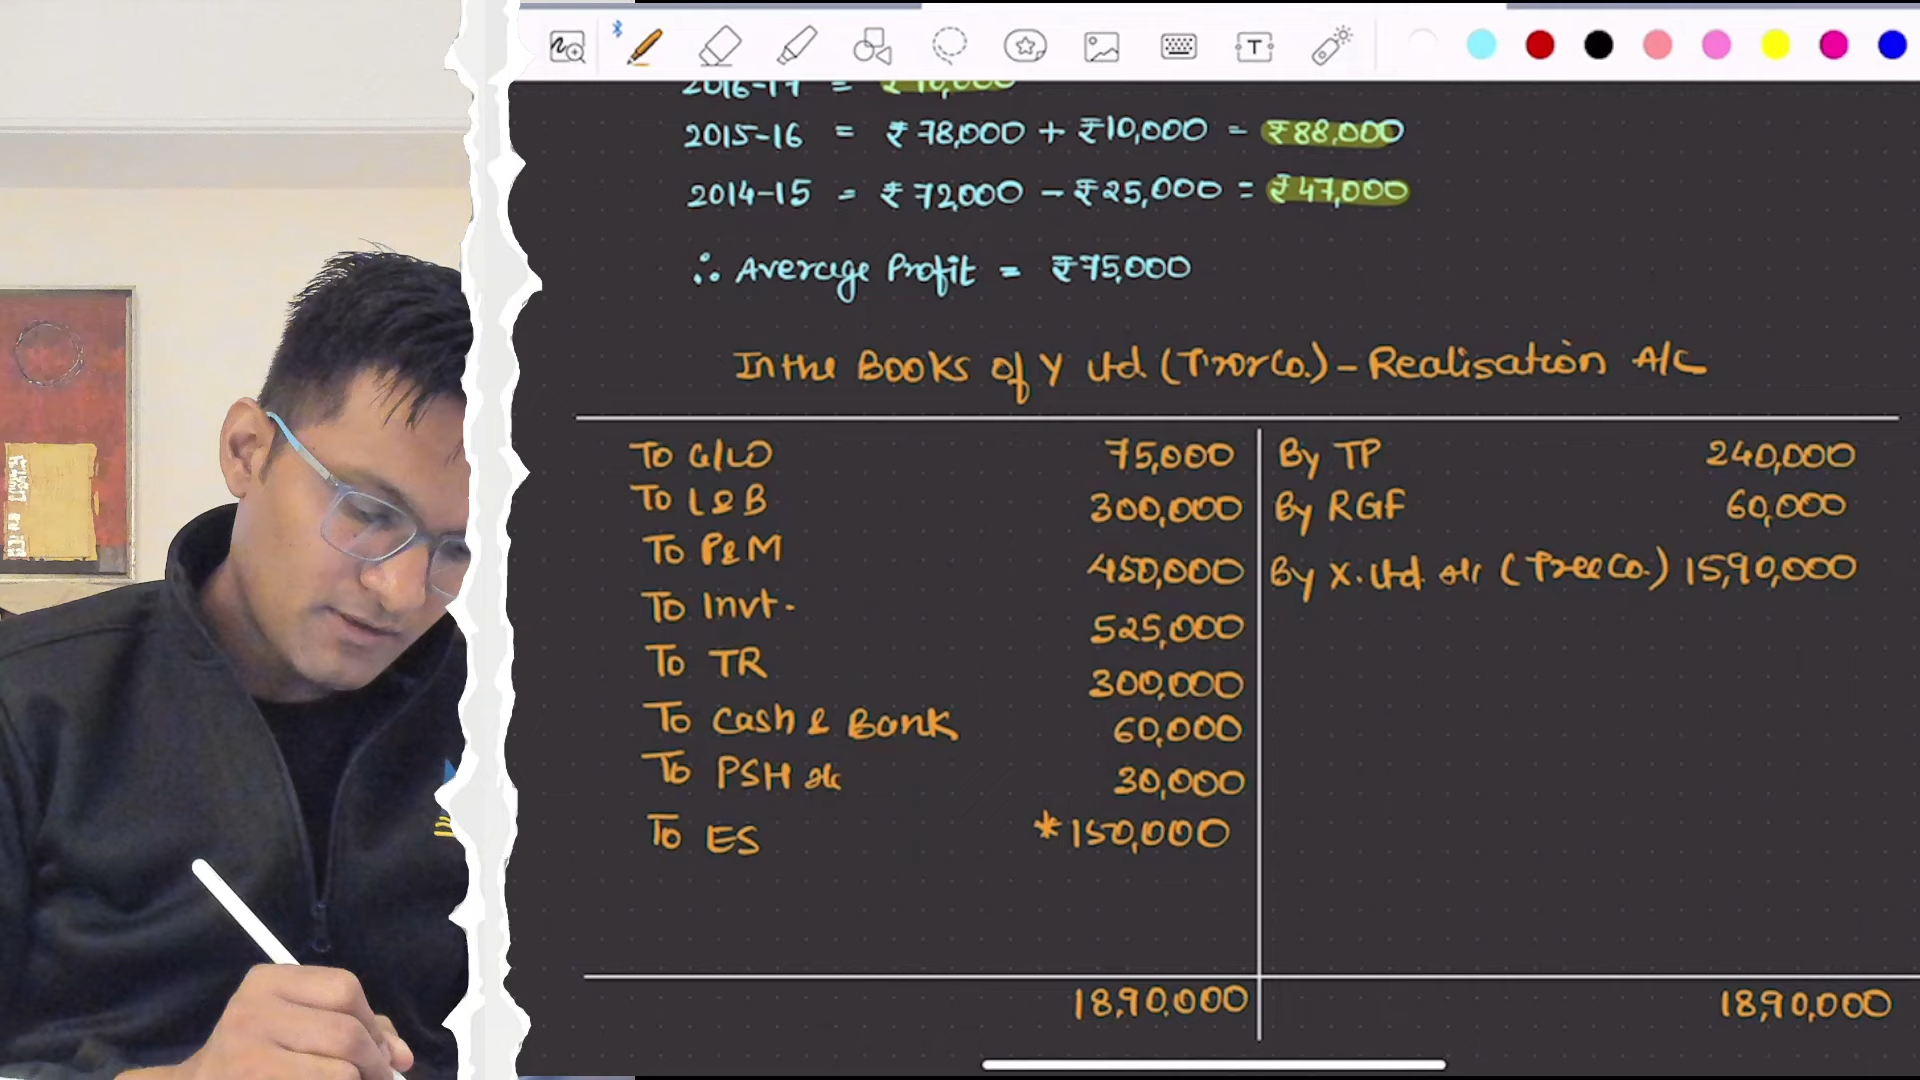 2016-17 =
2015-16 = ₹78,000 + ₹10,000 = ₹88,000
2014-15 = ₹72,000 - ₹25,000 = ₹47,000
∴ Average Profit = ₹75,000
In the Books of Y Ltd. (Tror Co.) - Realisation A/c
To G/W 75,000 By TP 240,000
To L&B 300,000 By RGF 60,000
To P&M 450,000 By X. Ltd. a/c (Tree Co.) 15,90,000
To Invt. 525,000
To TR 300,000
To Cash & Bank 60,000
To PSH a/c 30,000
To ES *150,000
18,90,000 18,90,000
T